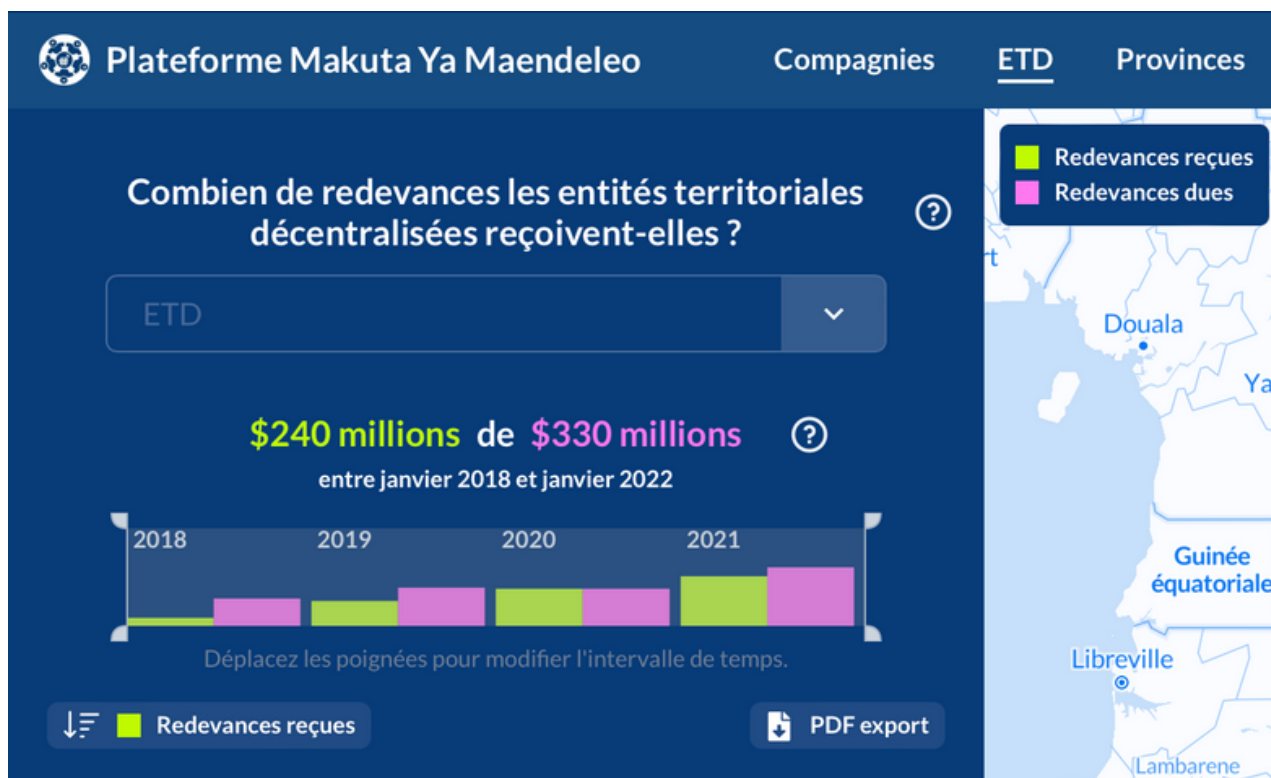 Plateforme Makuta Ya Maendeleo
Compagnies
ETD
Provinces
Combien de redevances les entités territoriales
décentralisées reçoivent-elles ?
?
ETD
$240 millions de $330 millions
?
entre janvier 2018 et janvier 2022
2018
2019
2020
2021
Déplacez les poignées pour modifier l'intervalle de temps.
Redevances reçues
PDF export
Redevances reçues
Redevances dues
Douala
Guinée
équatoriale
Libreville
Lambarene